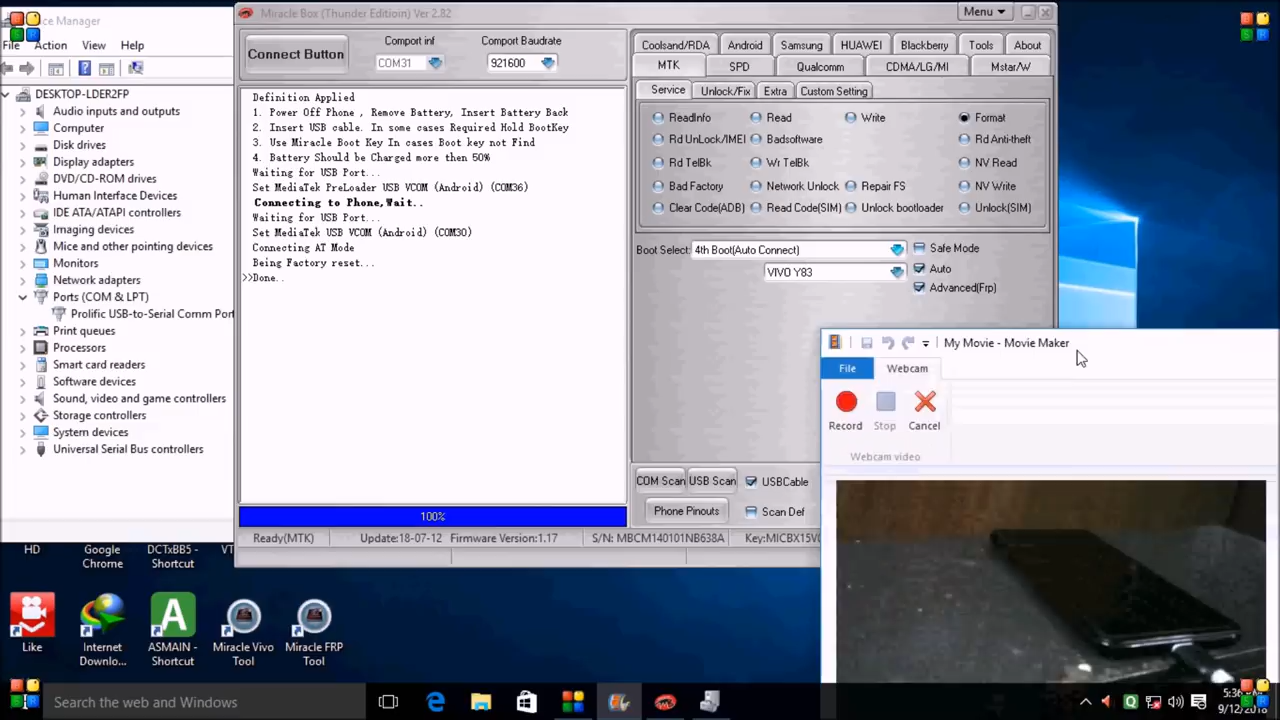 ice Manager
File Action View Help
DESKTOP-LDER2FP
Audio inputs and outputs
Computer
Disk drives
Display adapters
DVD/CD-ROM drives
Human Interface Devices
IDE ATA/ATAPI controllers
Imaging devices
Mice and other pointing devices
Monitors
Network adapters
Ports (COM & LPT)
Prolific USB-to-Serial Comm Port
Print queues
Processors
Smart card readers
Software devices
Sound, video and game controllers
Storage controllers
System devices
Universal Serial Bus controllers
Miracle Box (Thunder Editioin) Ver 2.82
Menu
Connect Button
Comport inf
COM31
Comport Baudrate
921600
Definition Applied
1. Power Off Phone , Remove Battery, Insert Battery Back
2. Insert USB cable. In some cases Required Hold BootKey
3. Use Miracle Boot Key In cases Boot key not Find
4. Battery Should be Charged more then 50%
Waiting for USB Port...
Set MediaTek PreLoader USB VCOM (Android) (COM36)
Connecting to Phone,Wait..
Waiting for USB Port...
Set MediaTek USB VCOM (Android) (COM30)
Connecting AT Mode
Being Factory reset...
>>Done..
100%
Ready(MTK) Update:18-07-12 Firmware Version:1.17 S/N: MBCM140101NB638A Key:MICBX15V
Coolsand/RDA Android Samsung HUAWEI Blackberry Tools About
MTK SPD Qualcomm CDMA/LG/MI Mstar/W
Service Unlock/Fix Extra Custom Setting
ReadInfo Read Write Format
Rd UnLock/IMEI Badsoftware Rd Anti-theft
Rd TelBk Wr TelBk NV Read
Bad Factory Network Unlock Repair FS NV Write
Clear Code(ADB) Read Code(SIM) Unlock bootloader Unlock(SIM)
Boot Select: 4th Boot(Auto Connect) Safe Mode
VIVO Y83 Auto
Advanced(Frp)
COM Scan USB Scan USBCable
Phone Pinouts Scan Def
My Movie - Movie Maker
File Webcam
Record Stop Cancel
Webcam video
HD
Google Chrome
DCTxBB5 - Shortcut
VT
Like
Internet Downlo...
ASMAIN - Shortcut
Miracle Vivo Tool
Miracle FRP Tool
Search the web and Windows